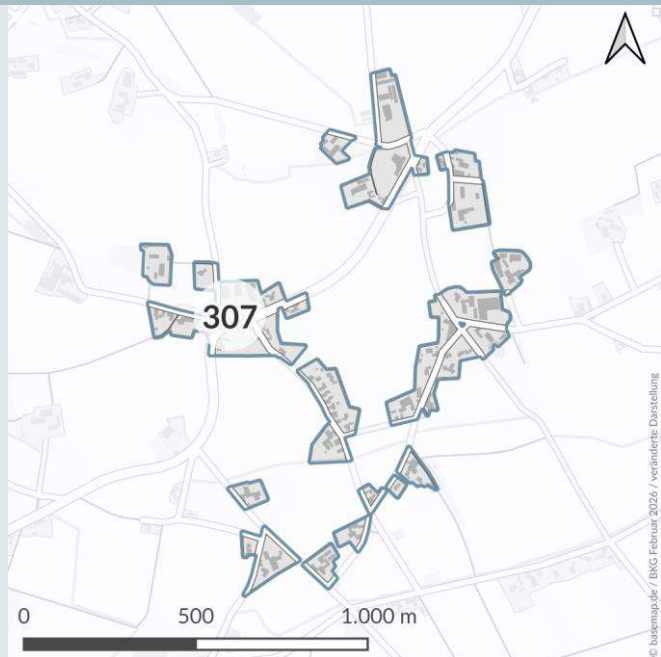 307
0 500 1.000 m
© basemap.de / BKG Februar 2026 / veränderte Darstellung